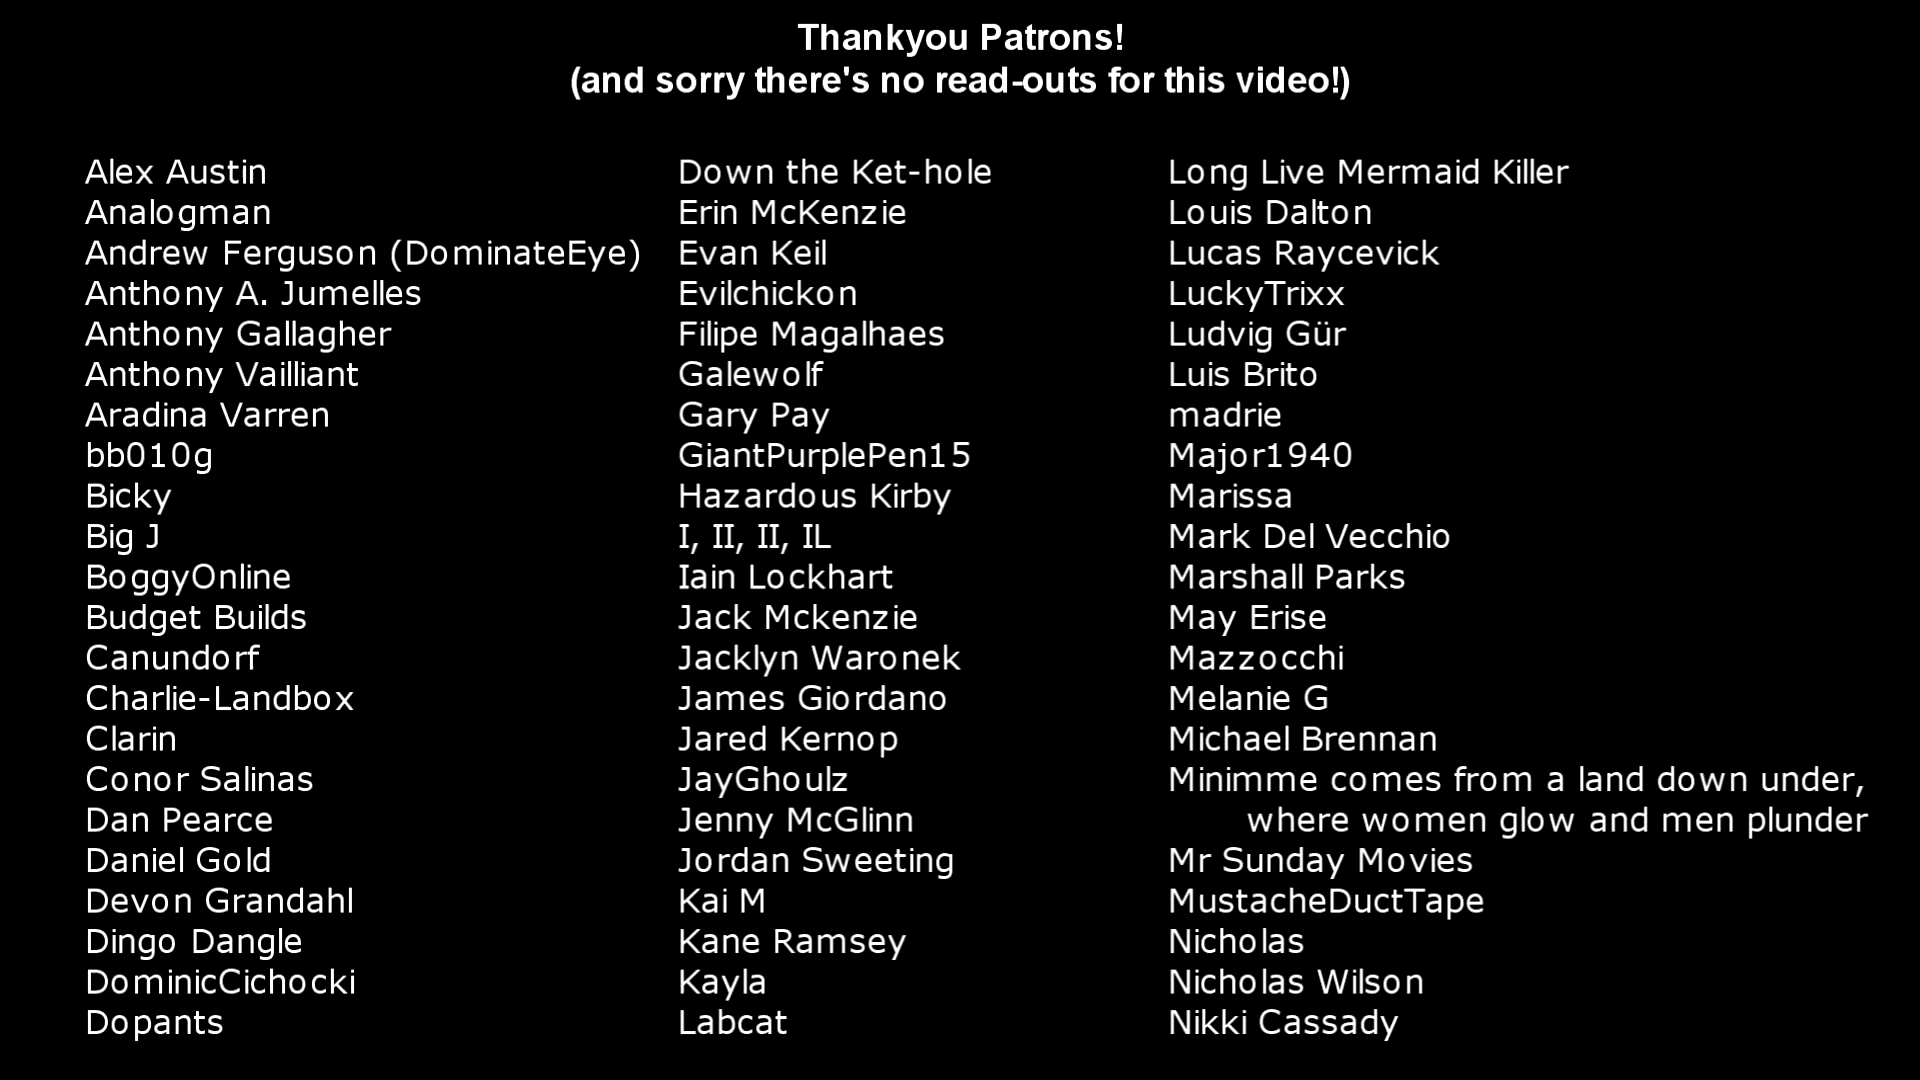 Thankyou Patrons!
(and sorry there's no read-outs for this video!)
Alex Austin
Analogman
Andrew Ferguson (DominateEye)
Anthony A. Jumelles
Anthony Gallagher
Anthony Vailliant
Aradina Varren
bb010g
Bicky
Big J
BoggyOnline
Budget Builds
Canundorf
Charlie-Landbox
Clarin
Conor Salinas
Dan Pearce
Daniel Gold
Devon Grandahl
Dingo Dangle
DominicCichocki
Dopants
Down the Ket-hole
Erin McKenzie
Evan Keil
Evilchickon
Filipe Magalhaes
Galewolf
Gary Pay
GiantPurplePen15
Hazardous Kirby
I, II, II, IL
Iain Lockhart
Jack Mckenzie
Jacklyn Waronek
James Giordano
Jared Kernop
JayGhoulz
Jenny McGlinn
Jordan Sweeting
Kai M
Kane Ramsey
Kayla
Labcat
Long Live Mermaid Killer
Louis Dalton
Lucas Raycevick
LuckyTrixx
Ludvig Gür
Luis Brito
madrie
Major1940
Marissa
Mark Del Vecchio
Marshall Parks
May Erise
Mazzocchi
Melanie G
Michael Brennan
Minimme comes from a land down under,
where women glow and men plunder
Mr Sunday Movies
MustacheDuctTape
Nicholas
Nicholas Wilson
Nikki Cassady